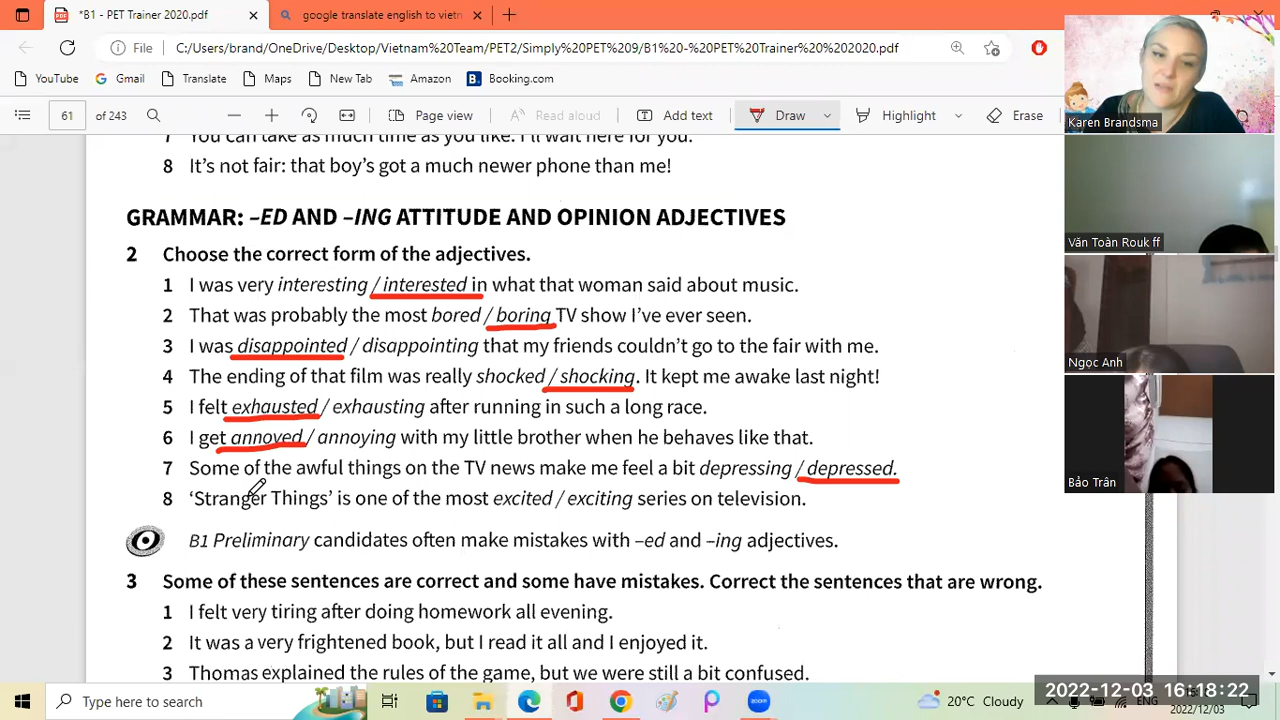 *B1 - PET Trainer 2020.pdf
google translate english to vietn
File
C:/Users/brand/OneDrive/Desktop/Vietnam%20Team/PET2/Simply%20PET%209/B1%20-%20PET%20Trainer%20%202020.pdf
YouTube
Gmail
Translate
Maps
New Tab
Amazon
B.
Booking.com
61
of 243
Page view
Read aloud
Add text
Draw
Highlight
Erase
7 You can take as much time as you like. I'll wait here for you.
8 It's not fair: that boy's got a much newer phone than me!
GRAMMAR: –ED AND –ING ATTITUDE AND OPINION ADJECTIVES
2 Choose the correct form of the adjectives.
1 I was very interesting / interested in what that woman said about music.
2 That was probably the most bored / boring TV show I've ever seen.
3 I was disappointed / disappointing that my friends couldn't go to the fair with me.
4 The ending of that film was really shocked / shocking. It kept me awake last night!
5 I felt exhausted / exhausting after running in such a long race.
6 I get annoyed / annoying with my little brother when he behaves like that.
7 Some of the awful things on the TV news make me feel a bit depressing / depressed.
8 'Stranger Things' is one of the most excited / exciting series on television.
B1 Preliminary candidates often make mistakes with –ed and –ing adjectives.
3 Some of these sentences are correct and some have mistakes. Correct the sentences that are wrong.
1 I felt very tiring after doing homework all evening.
2 It was a very frightened book, but I read it all and I enjoyed it.
3 Thomas explained the rules of the game, but we were still a bit confused.
Karen Brandsma
Văn Toàn Rouk ff
Ngọc Anh
Bảo Trân
Type here to search
zoom
20°C Cloudy
ENG
2022-12-03 16:18:22
2022/12/03